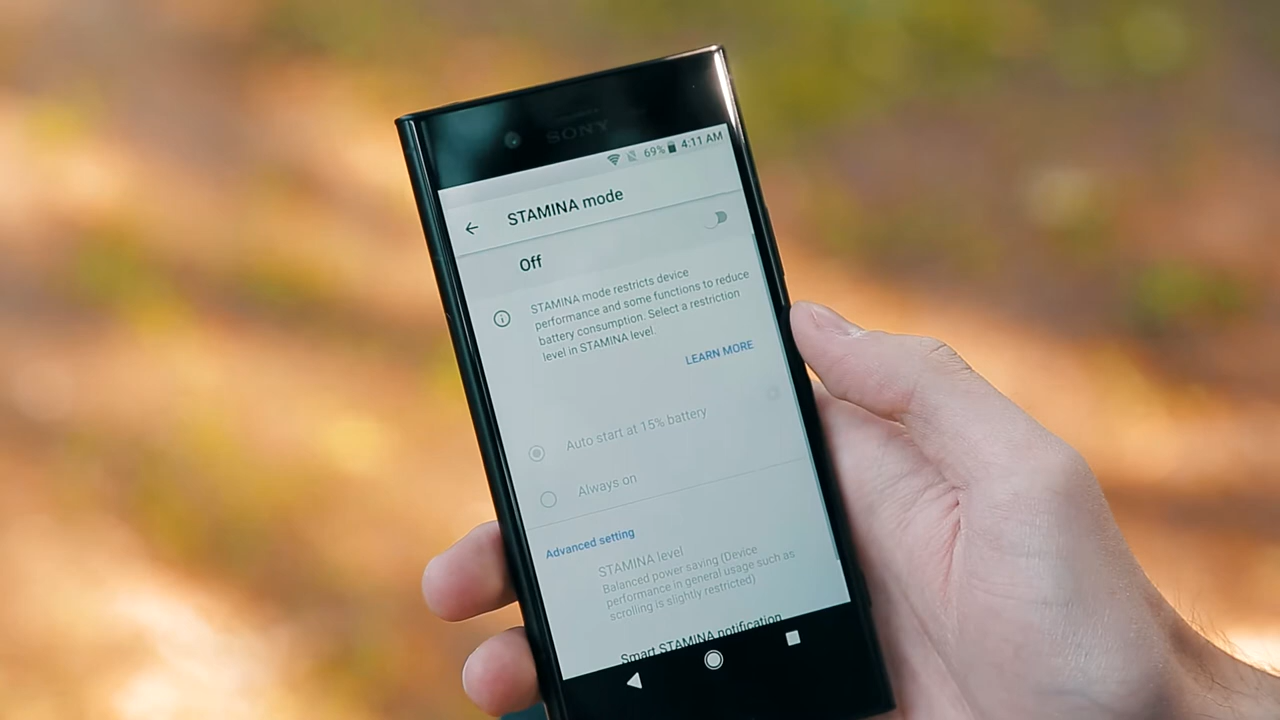 SONY
69% 4:11 AM
STAMINA mode
Off
STAMINA mode restricts device
performance and some functions to reduce
battery consumption. Select a restriction
level in STAMINA level.
LEARN MORE
Auto start at 15% battery
Always on
Advanced setting
STAMINA level
Balanced power saving (Device
performance in general usage such as
scrolling is slightly restricted)
Smart STAMINA notification